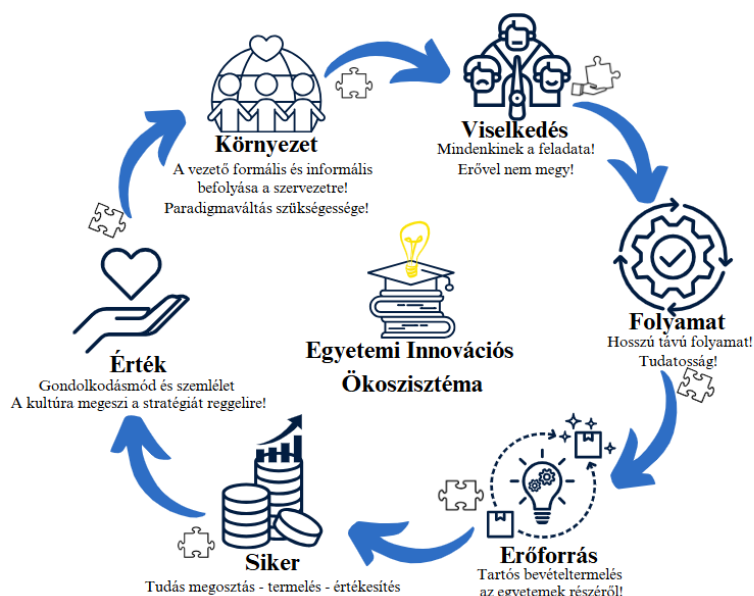 Környezet
A vezető formális és informális
befolyása a szervezetre!
Paradigmaváltás szükségessége!
Viselkedés
Mindenkinek a feladata!
Erővel nem megy!
Folyamat
Hosszú távú folyamat!
Tudatosság!
Egyetemi Innovációs
Ökoszisztéma
Érték
Gondolkodásmód és szemlélet
A kultúra megeszi a stratégiát reggelire!
Siker
Tudás megosztás - termelés - értékesítés
Erőforrás
Tartós bevételtermelés
az egyetemek részéről!